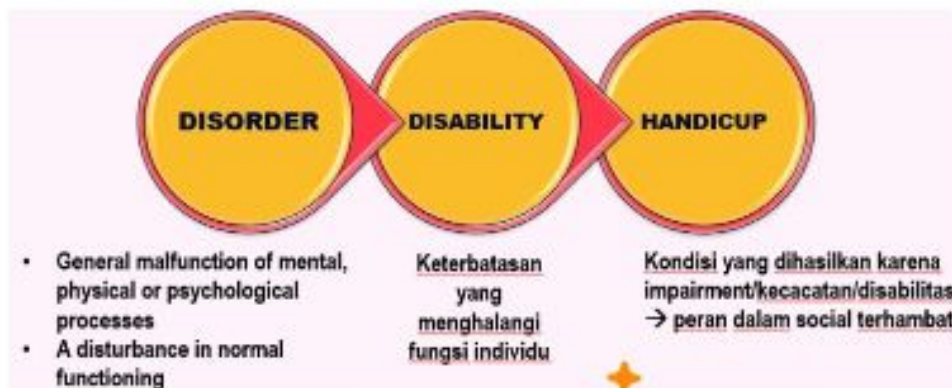 DISORDER
DISABILITY
HANDICUP
• General malfunction of mental,
physical or psychological
processes
• A disturbance in normal
functioning
Keterbatasan
yang
menghalangi
fungsi individu
Kondisi yang dihasilkan karena
impairment/kecacatan/disabilitas
→ peran dalam social terhambat